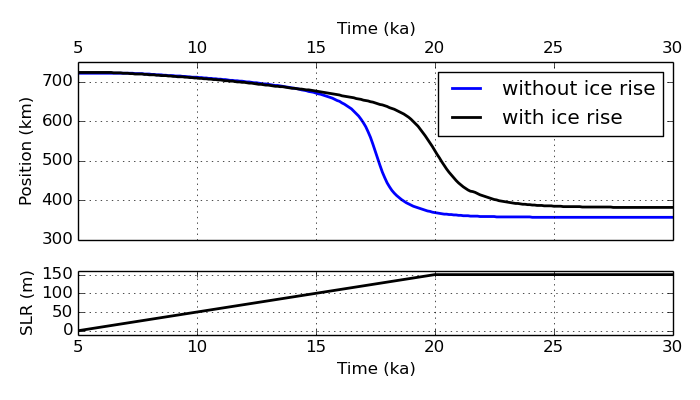 Time (ka)
5 10 15 20 25 30
700
600
500
400
300
Position (km)
without ice rise
with ice rise
150
100
50
0
SLR (m)
5 10 15 20 25 30
Time (ka)